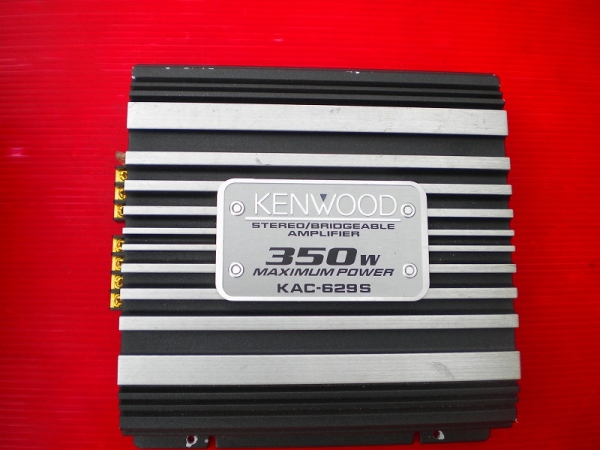 KENWOOD
STEREO/BRIDGEABLE
AMPLIFIER
350W
MAXIMUM POWER
KAC-629S